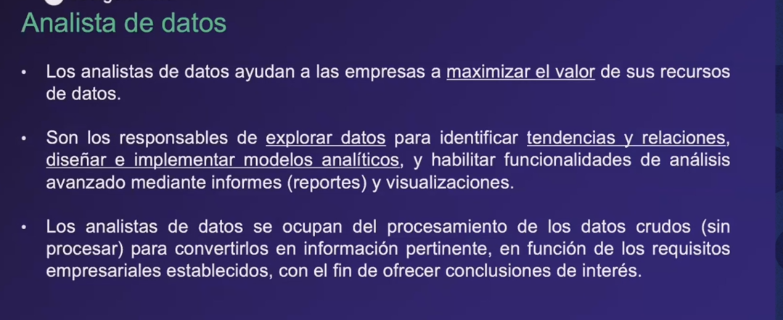 Analista de datos
• Los analistas de datos ayudan a las empresas a maximizar el valor de sus recursos
de datos.
• Son los responsables de explorar datos para identificar tendencias y relaciones,
diseñar e implementar modelos analíticos, y habilitar funcionalidades de análisis
avanzado mediante informes (reportes) y visualizaciones.
• Los analistas de datos se ocupan del procesamiento de los datos crudos (sin
procesar) para convertirlos en información pertinente, en función de los requisitos
empresariales establecidos, con el fin de ofrecer conclusiones de interés.